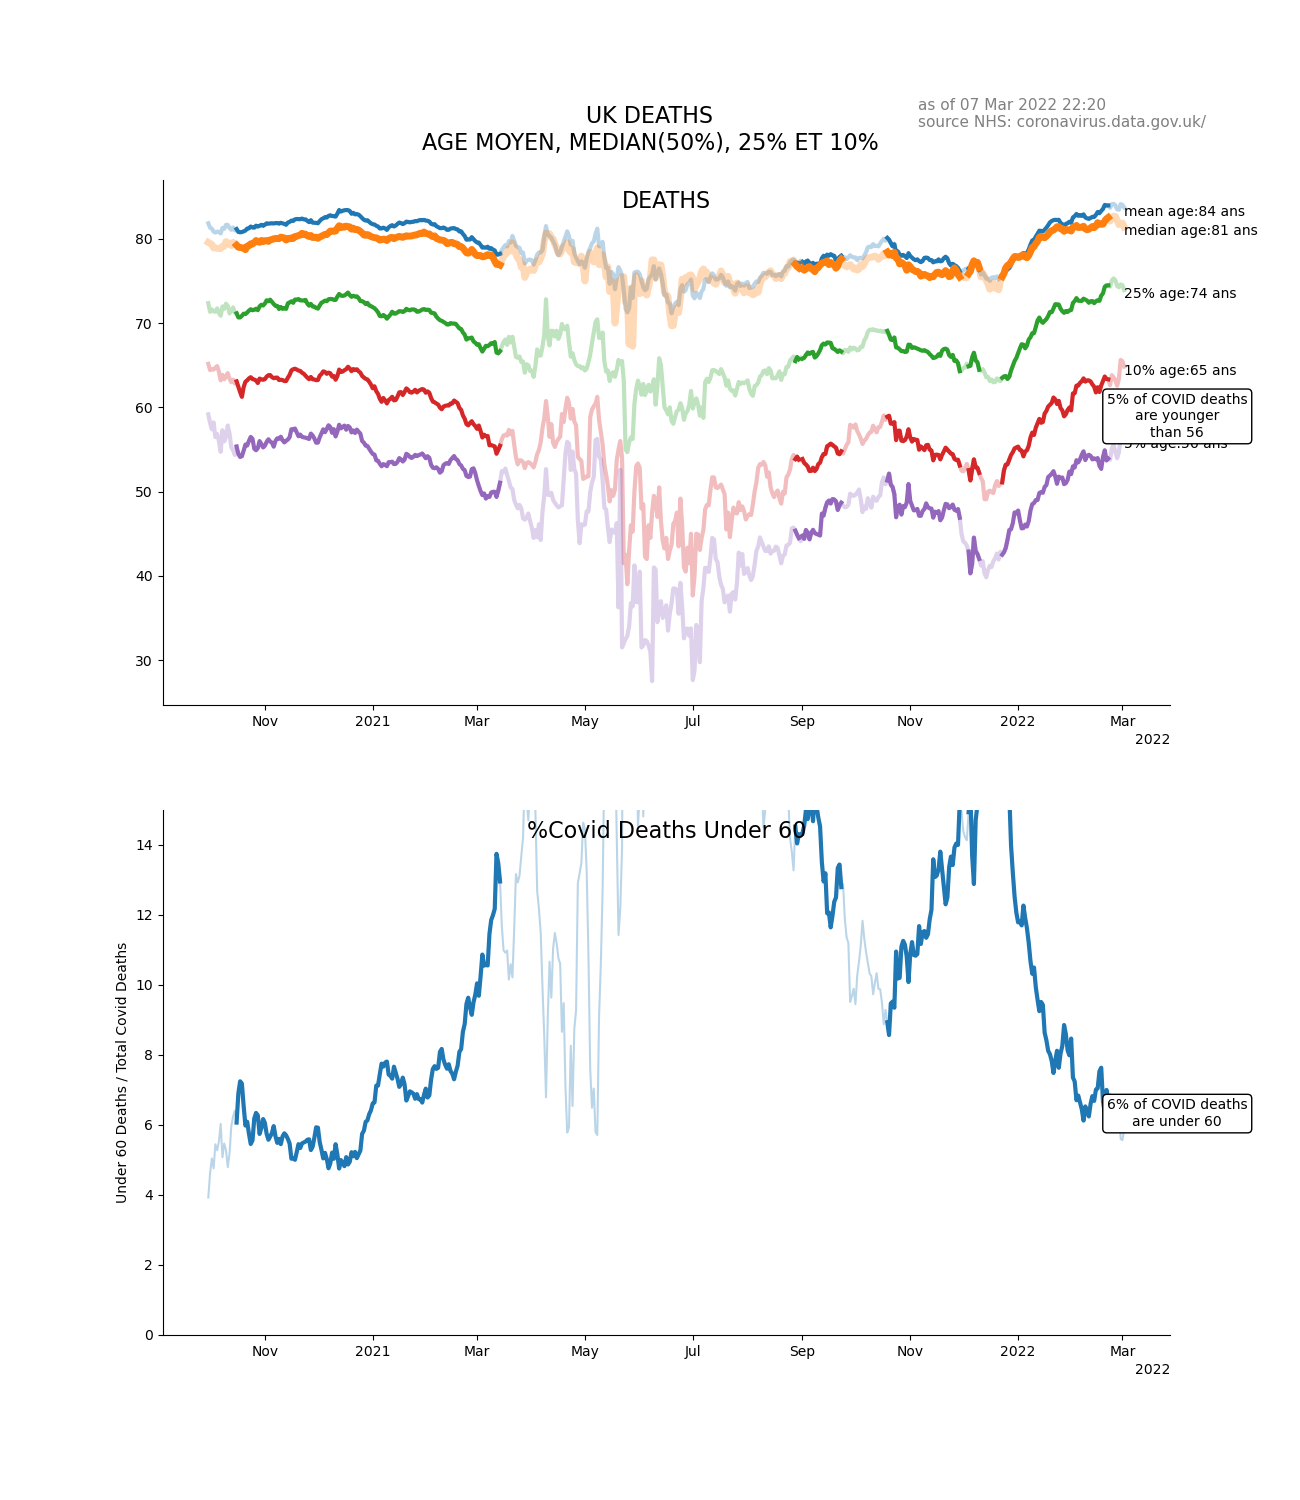 as of 07 Mar 2022 22:20
source NHS: coronavirus.data.gov.uk/
UK DEATHS
AGE MOYEN, MEDIAN(50%), 25% ET 10%
DEATHS
80
70
60
50
40
30
mean age:84 ans
median age:81 ans
25% age:74 ans
10% age:65 ans
5% of COVID deaths
are younger
than 56
5% age:56 ans
Nov
2021
Mar
May
Jul
Sep
Nov
2022
Mar
2022
%Covid Deaths Under 60
Under 60 Deaths / Total Covid Deaths
14
12
10
8
6
4
2
0
6% of COVID deaths
are under 60
Nov
2021
Mar
May
Jul
Sep
Nov
2022
Mar
2022